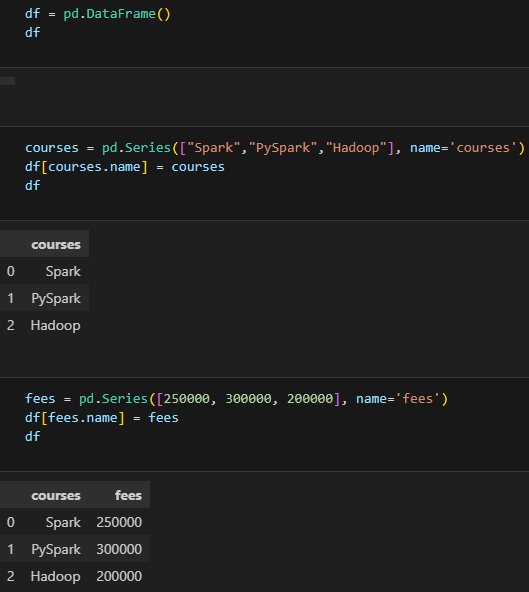 df = pd.DataFrame()
df
courses = pd.Series(["Spark","PySpark","Hadoop"], name='courses')
df[courses.name] = courses
df
courses
0 Spark
1 PySpark
2 Hadoop
fees = pd.Series([250000, 300000, 200000], name='fees')
df[fees.name] = fees
df
courses fees
0 Spark 250000
1 PySpark 300000
2 Hadoop 200000